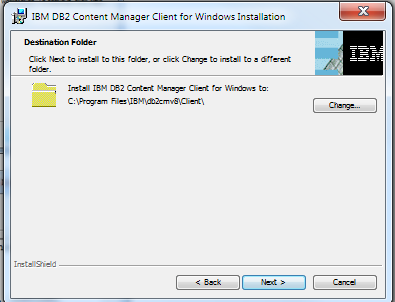 IBM DB2 Content Manager Client for Windows Installation
Destination Folder
Click Next to install to this folder, or click Change to install to a different
folder.
IBM
Install IBM DB2 Content Manager Client for Windows to:
C:\Program Files\IBM\db2cmv8\Client\
Change...
InstallShield
< Back
Next >
Cancel